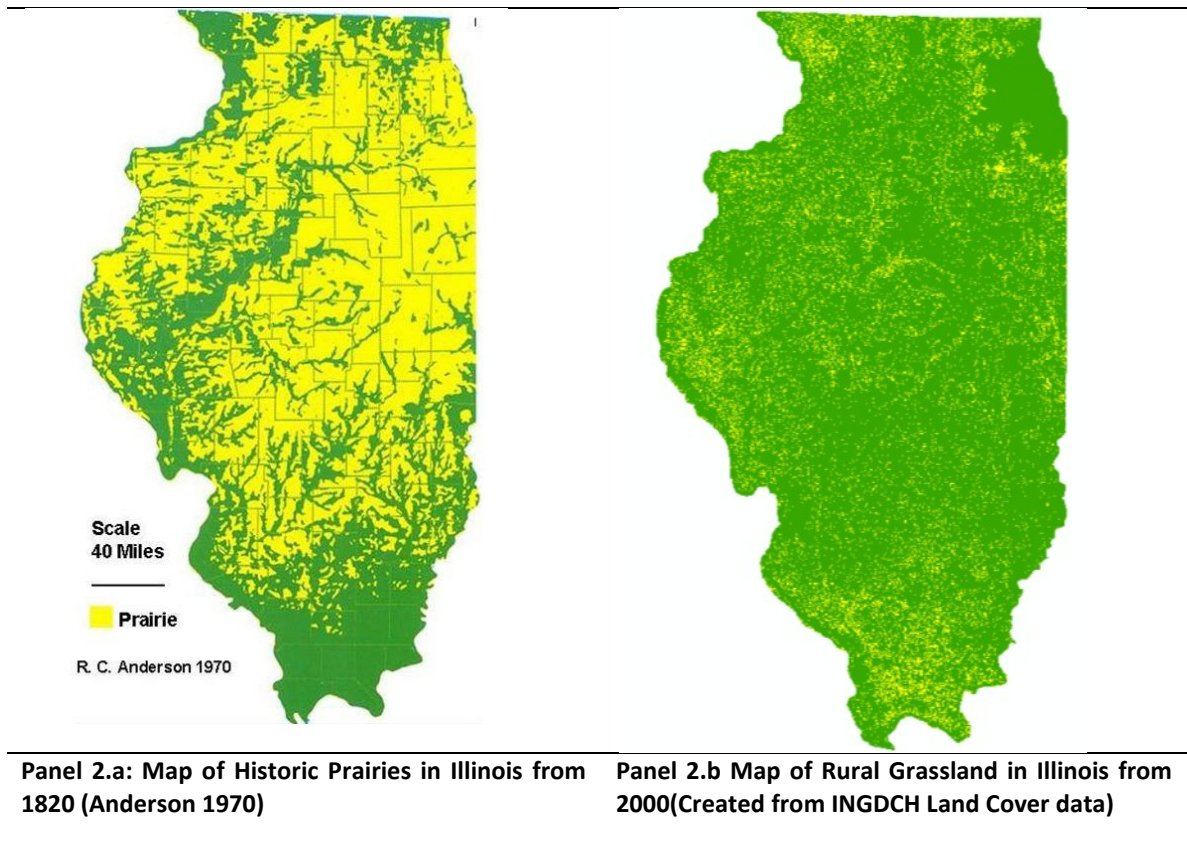 Scale
40 Miles
Prairie
R. C. Anderson 1970
Panel 2.a: Map of Historic Prairies in Illinois from
1820 (Anderson 1970)
Panel 2.b Map of Rural Grassland in Illinois from
2000(Created from INGDCH Land Cover data)